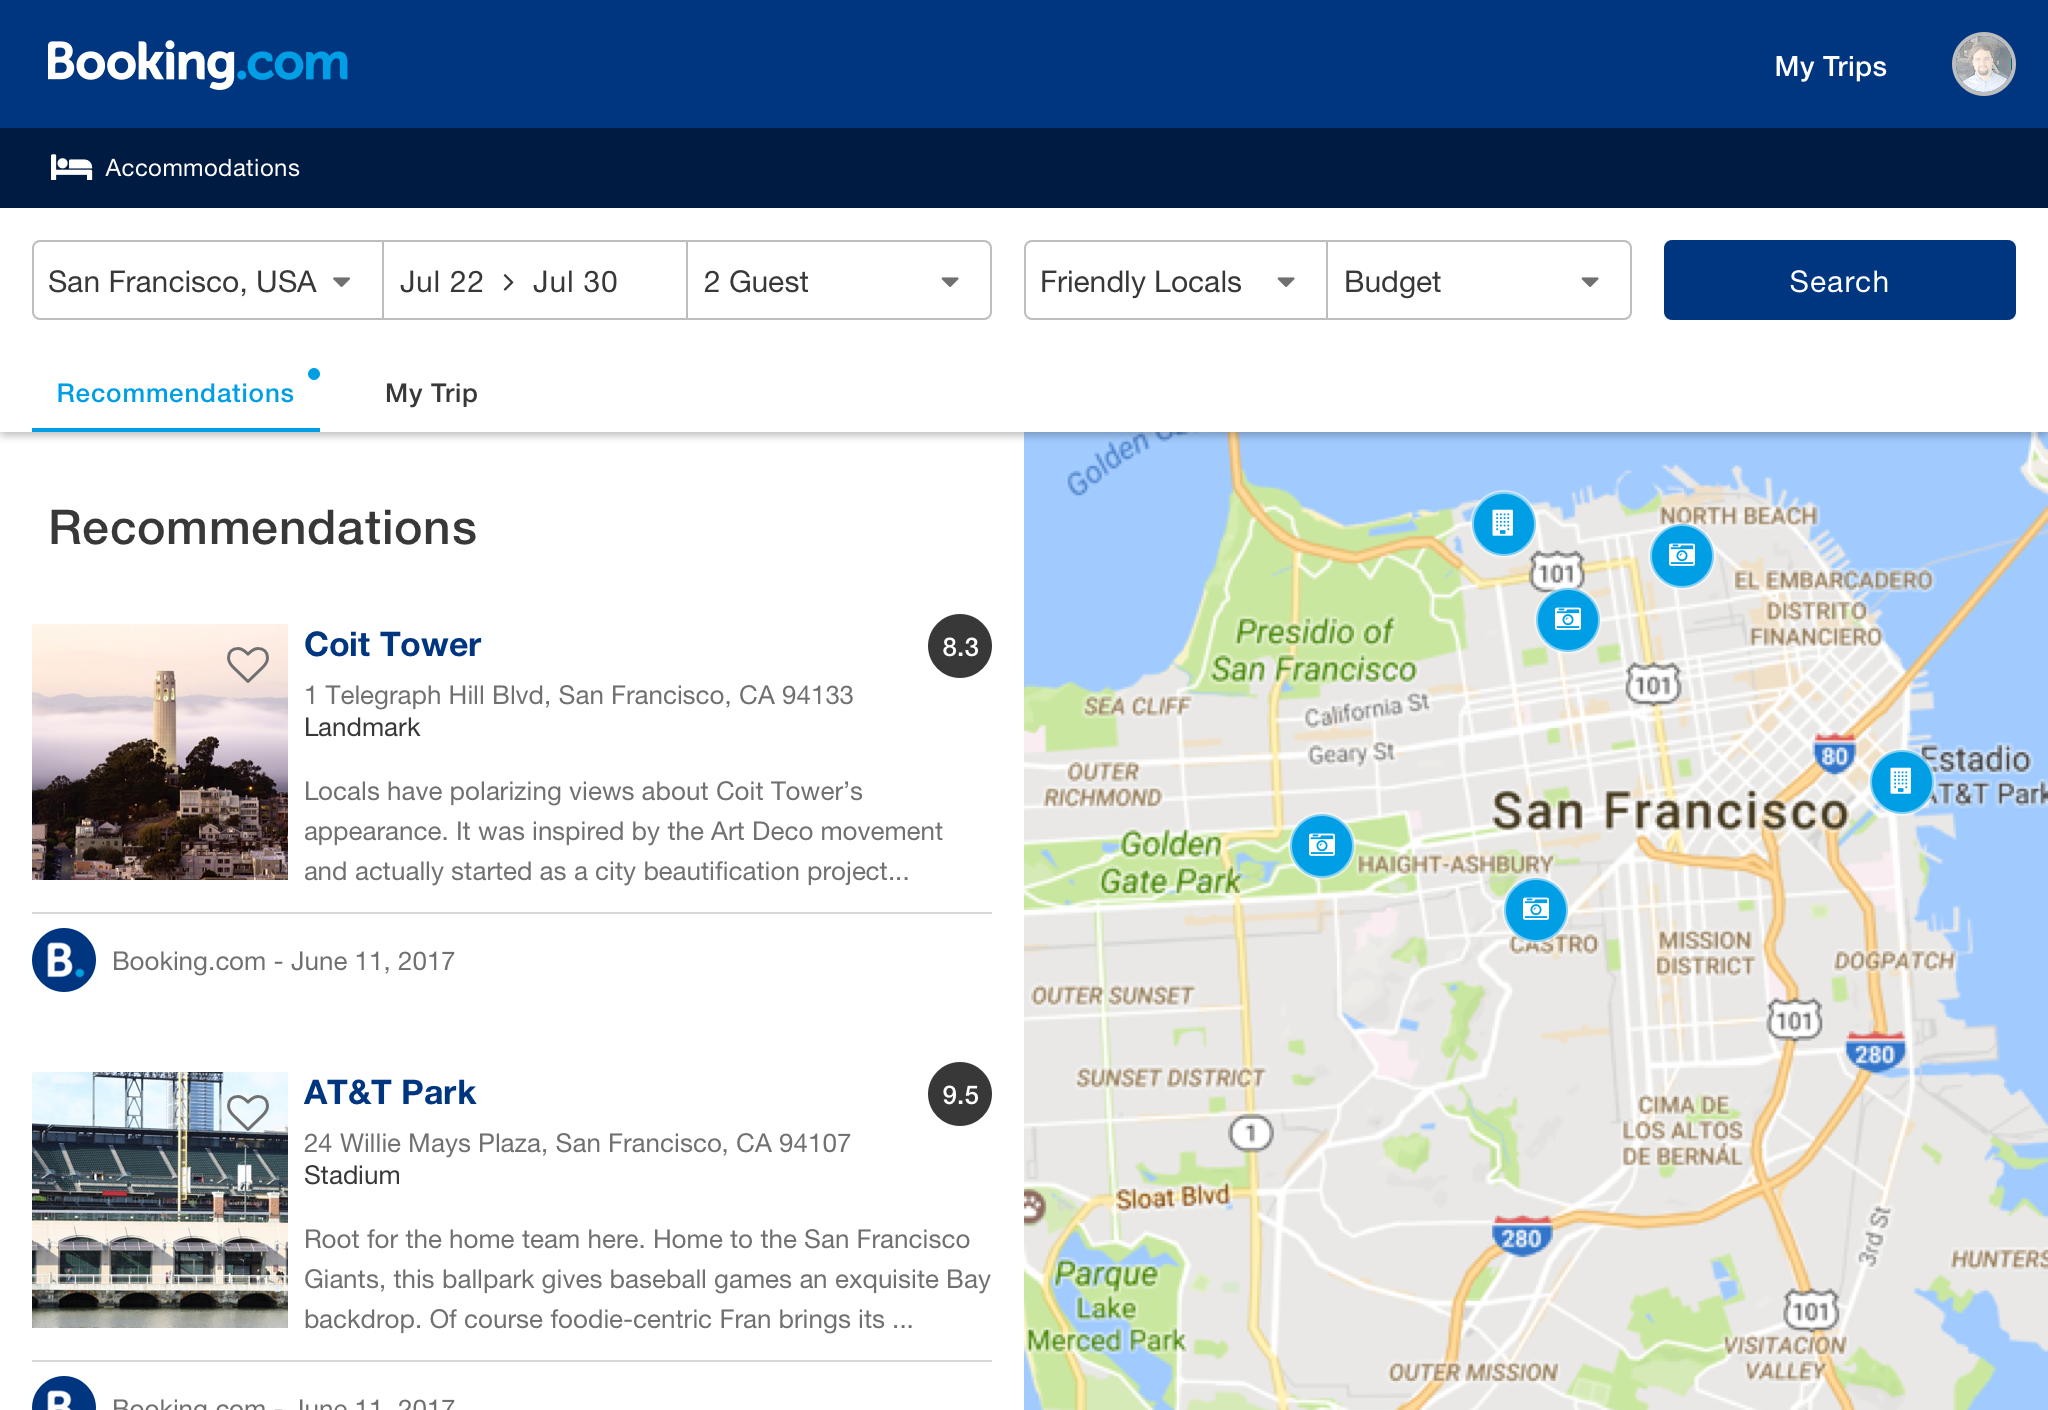 Booking.com
My Trips
Accommodations
San Francisco, USA
Jul 22 > Jul 30
2 Guest
Friendly Locals
Budget
Search
Recommendations
My Trip
Recommendations
Coit Tower
8.3
1 Telegraph Hill Blvd, San Francisco, CA 94133
Landmark
Locals have polarizing views about Coit Tower’s
appearance. It was inspired by the Art Deco movement
and actually started as a city beautification project...
B.
Booking.com - June 11, 2017
AT&T Park
9.5
24 Willie Mays Plaza, San Francisco, CA 94107
Stadium
Root for the home team here. Home to the San Francisco
Giants, this ballpark gives baseball games an exquisite Bay
backdrop. Of course foodie-centric Fran brings its ...
B.
Booking.com - June 11, 2017
Golden
NORTH BEACH
101
EL EMBARCADERO
DISTRITO
FINANCIERO
Presidio of
San Francisco
101
SEA CLIFF
California St
Geary St
80
Estadio
AT&T Park
OUTER
RICHMOND
San Francisco
Golden
Gate Park
HAIGHT-ASHBURY
CASTRO
MISSION
DISTRICT
DOGPATCH
OUTER SUNSET
101
280
SUNSET DISTRICT
1
CIMA DE
LOS ALTOS
DE BERNÁL
Sloat Blvd
280
3rd St
HUNTERS
Parque
Lake
Merced Park
101
VISITACION
VALLEY
OUTER MISSION